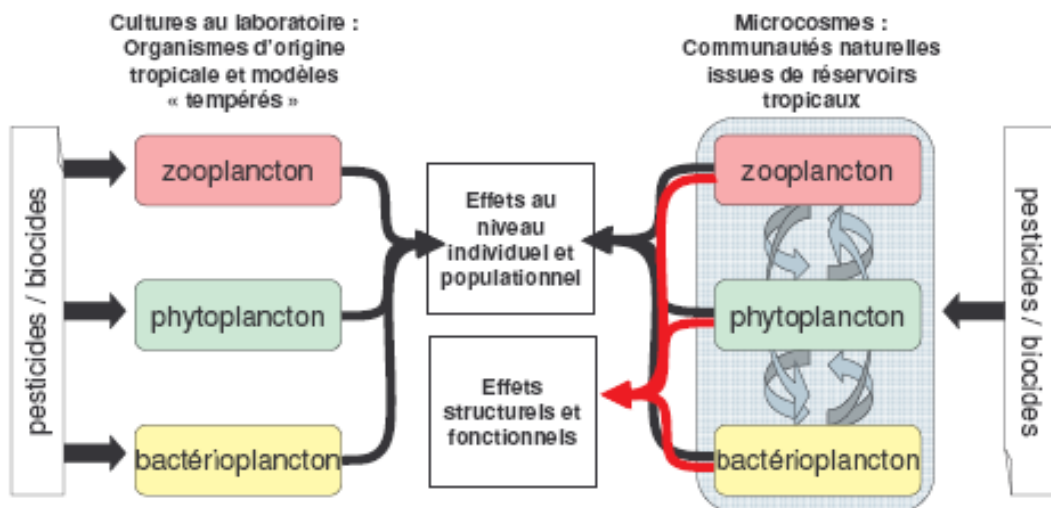 Cultures au laboratoire :
Organismes d'origine
tropicale et modèles
« tempérés »
Microcosmes :
Communautés naturelles
issues de réservoirs
tropicaux
pesticides / biocides
zooplancton
phytoplancton
bactérioplancton
Effets au
niveau
individuel et
populationnel
Effets
structurels et
fonctionnels
zooplancton
phytoplancton
bactérioplancton
pesticides / biocides